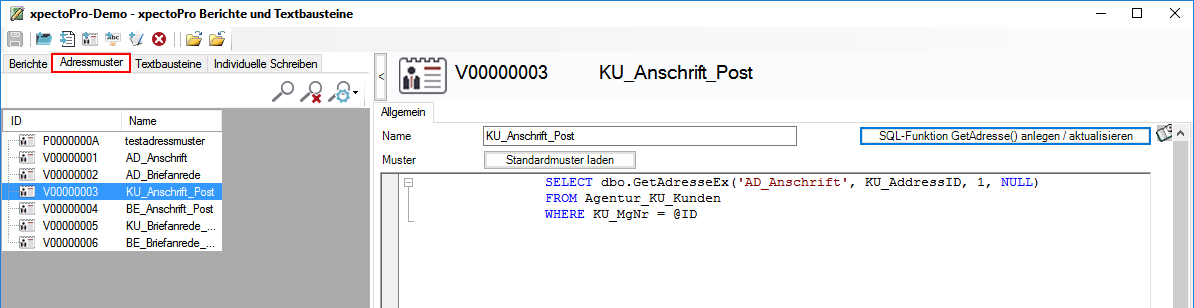 xpectoPro-Demo - xpectoPro Berichte und Textbausteine
Abc
Berichte Adressmuster Textbausteine Individuelle Schreiben
ID Name
P0000000A testadressmuster
V00000001 AD_Anschrift
V00000002 AD_Briefanrede
V00000003 KU_Anschrift_Post
V00000004 BE_Anschrift_Post
V00000005 KU_Briefanrede_...
V00000006 BE_Briefanrede_...
<
V00000003 KU_Anschrift_Post
Allgemein
Name KU_Anschrift_Post SQL-Funktion GetAdresse() anlegen / aktualisieren
Muster Standardmuster laden
SELECT dbo.GetAdresseEx('AD_Anschrift', KU_AddressID, 1, NULL)
FROM Agentur_KU_Kunden
WHERE KU_MgNr = @ID